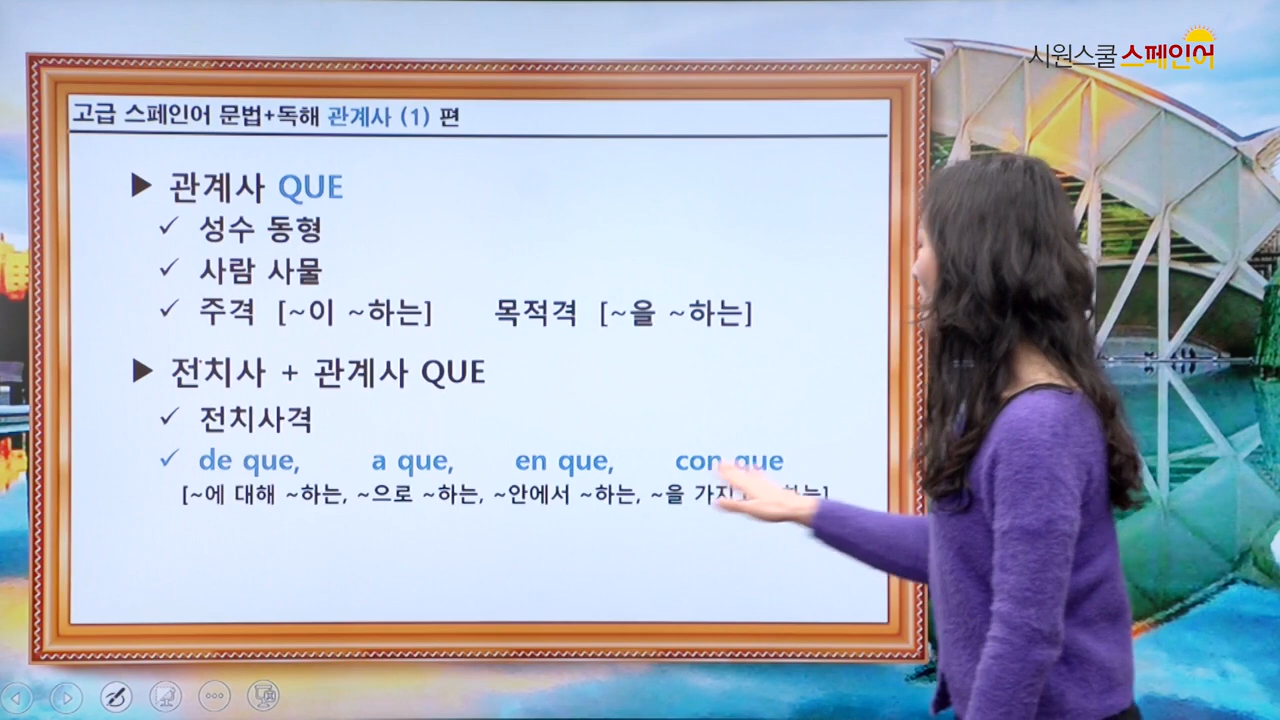 시원스쿨 스페인어
고급 스페인어 문법+독해 관계사 (1) 편
▶ 관계사 QUE
✓ 성수 동형
✓ 사람 사물
✓ 주격 [~이 ~하는] 목적격 [~을 ~하는]
▶ 전치사 + 관계사 QUE
✓ 전치사격
✓ de que, a que, en que, con que
[~에 대해 ~하는, ~으로 ~하는, ~안에서 ~하는, ~을